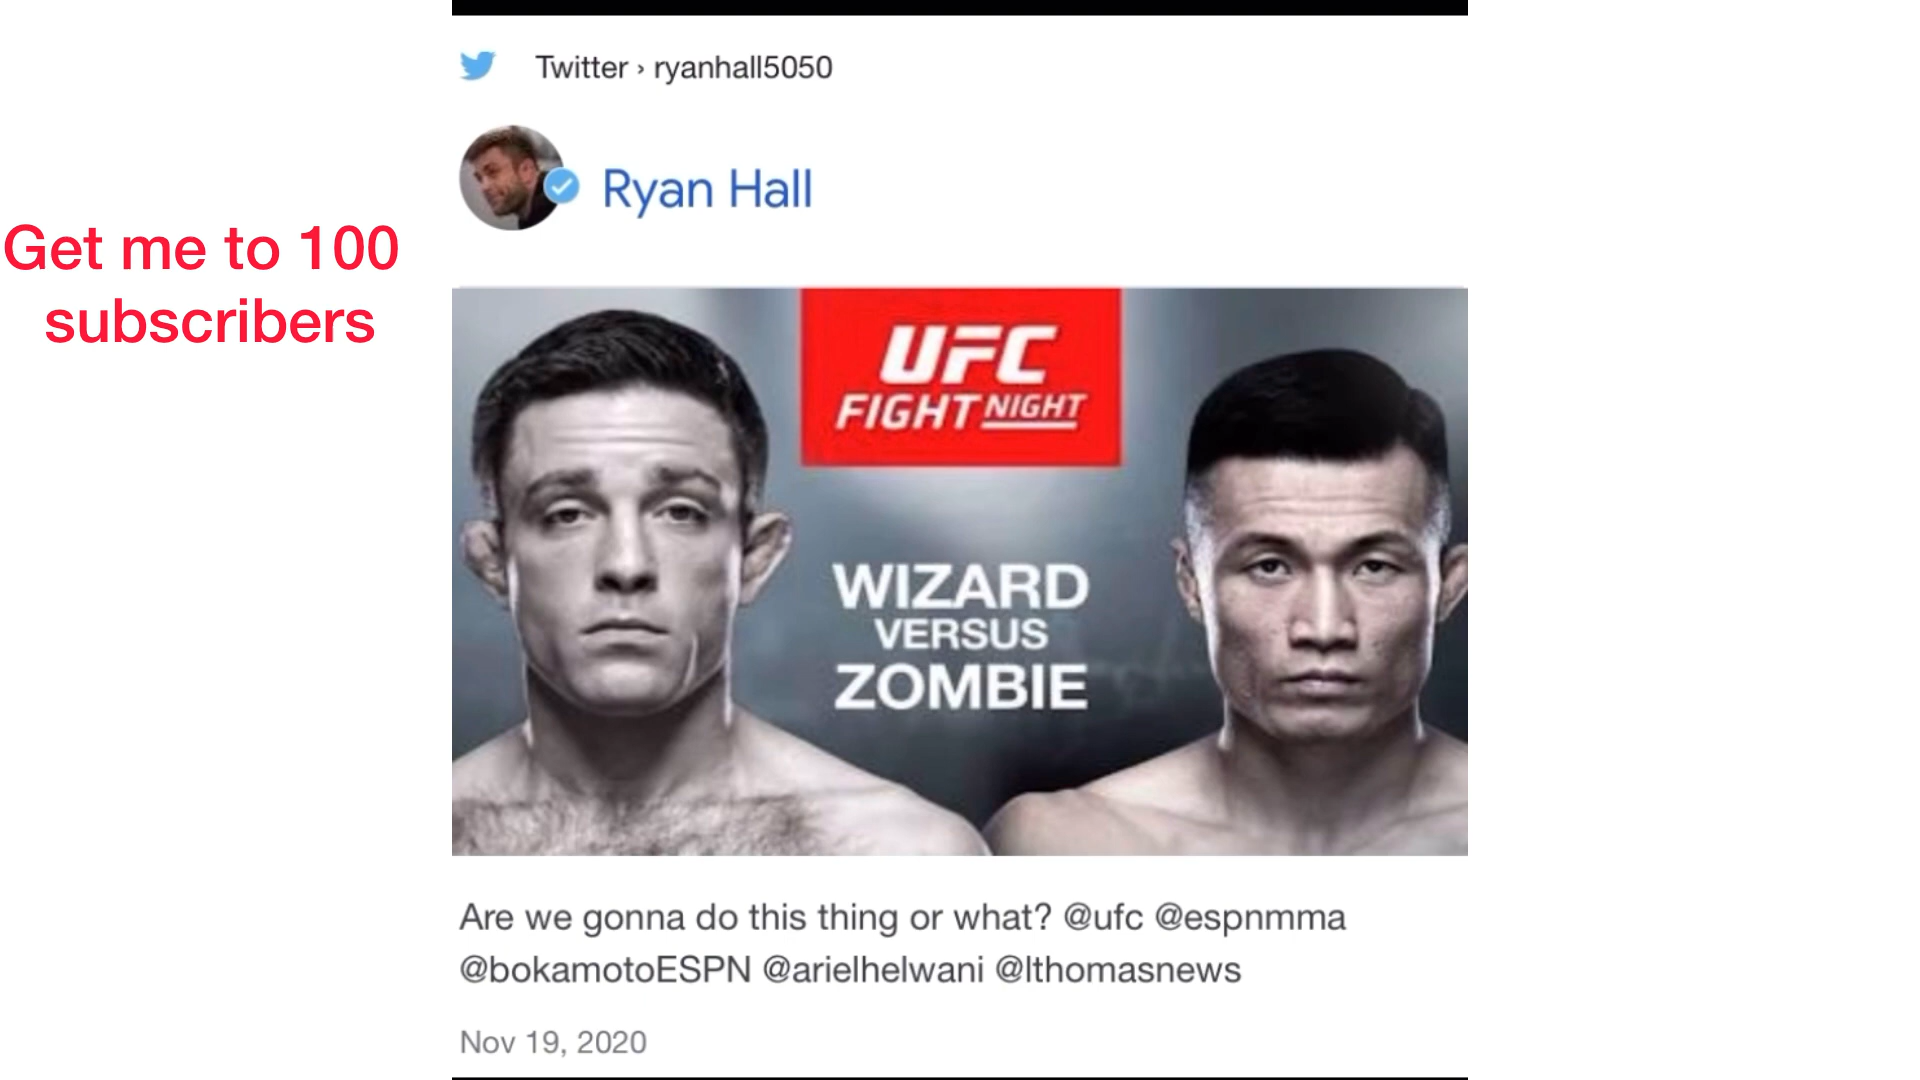 Twitter › ryanhall5050
Ryan Hall
Get me to 100
subscribers
UFC
FIGHT NIGHT
WIZARD
VERSUS
ZOMBIE
Are we gonna do this thing or what? @ufc @espnmma
@bokamotoESPN @arielhelwani @lthomasnews
Nov 19, 2020